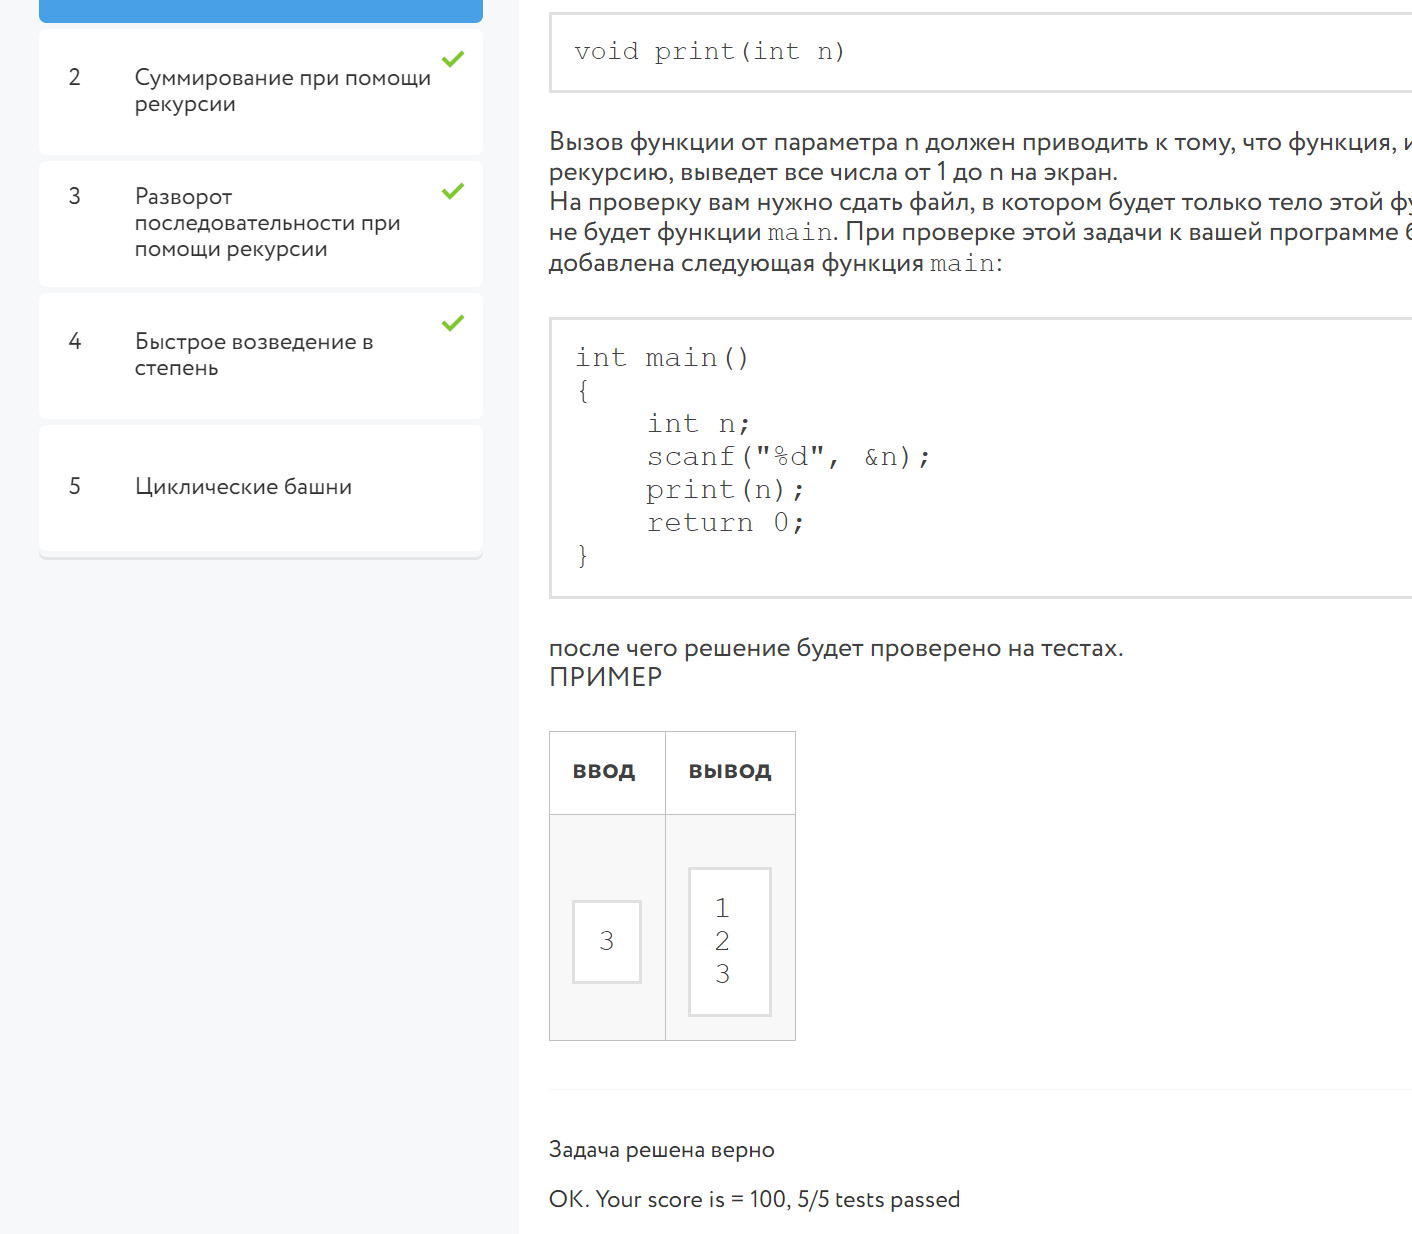 2
Суммирование при помощи
рекурсии
3
Разворот
последовательности при
помощи рекурсии
4
Быстрое возведение в
степень
5
Циклические башни
void print(int n)
Вызов функции от параметра n должен приводить к тому, что функция,
рекурсию, выведет все числа от 1 до n на экран.
На проверку вам нужно сдать файл, в котором будет только тело этой
не будет функции main. При проверке этой задачи к вашей программе
добавлена следующая функция main:
int main()
{
int n;
scanf("%d", &n);
print(n);
return 0;
}
после чего решение будет проверено на тестах.
ПРИМЕР
ВВОД ВЫВОД
3
1
2
3
Задача решена верно
OK. Your score is = 100, 5/5 tests passed